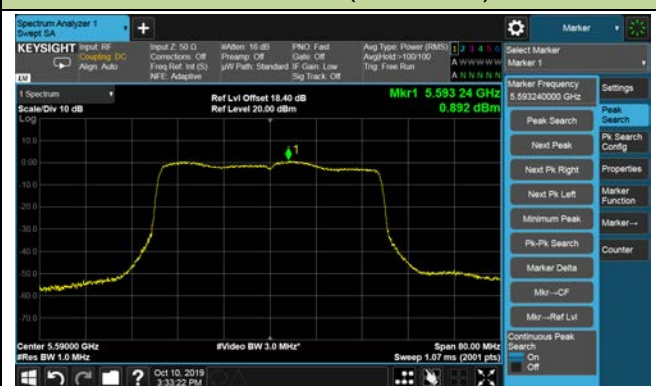 Spectrum Analyzer 1
Swept SA
Marker
KEYSIGHT Input: RF
Coupling: DC
Align: Auto
Input Z: 50 Ω
Corrections: Off
Freq Ref: Int (S)
NFE: Adaptive
#Atten: 16 dB
Preamp: Off
µW Path: Standard
PNO: Fast
Gate: Off
IF Gain: Low
Sig Track: Off
Avg Type: Power (RMS)
Avg|Hold:>100/100
Trig: Free Run
1 2 3 4 5 6
A W W W W W
A N N N N N
LXI
1 Spectrum
Scale/Div 10 dB
Log
Ref Lvl Offset 18.40 dB
Ref Level 20.00 dBm
Mkr1 5.593 24 GHz
0.892 dBm
1
10.0
0.00
-10.0
-20.0
-30.0
-40.0
-50.0
-60.0
-70.0
Center 5.59000 GHz
#Res BW 1.0 MHz
#Video BW 3.0 MHz*
Span 80.00 MHz
Sweep 1.07 ms (2001 pts)
Select Marker
Marker 1
Marker Frequency
5.593240000 GHz
Peak Search
Next Peak
Next Pk Right
Next Pk Left
Minimum Peak
Pk-Pk Search
Marker Delta
Mkr→CF
Mkr→Ref Lvl
Continuous Peak
Search
On
Off
Settings
Peak
Search
Pk Search
Config
Properties
Marker
Function
Marker→
Counter
Oct 10, 2019
3:33:22 PM